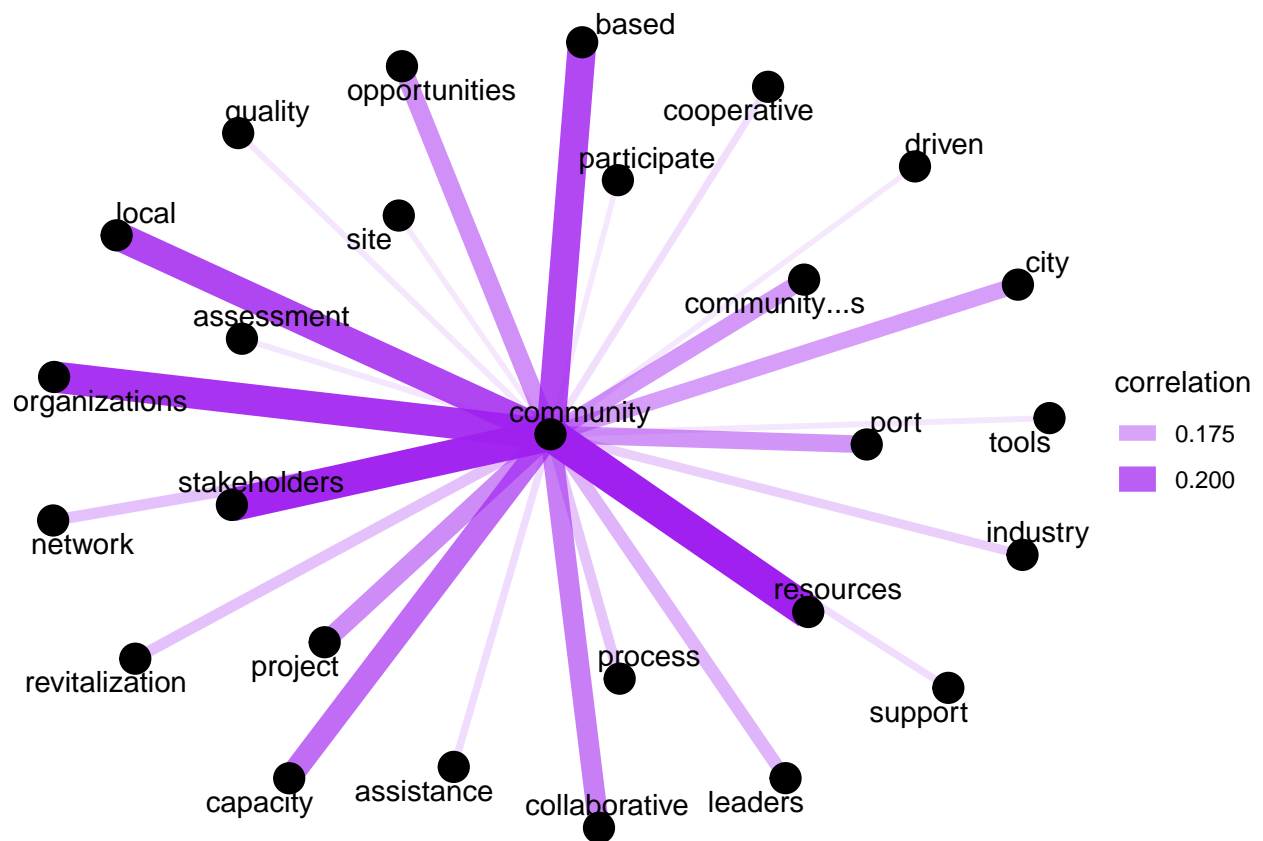 based
opportunities
cooperative
quality
driven
participate
local
site
city
community...s
assessment
correlation
organizations
community
port
tools
0.175
0.200
stakeholders
network
industry
resources
process
project
revitalization
support
capacity
assistance
collaborative
leaders